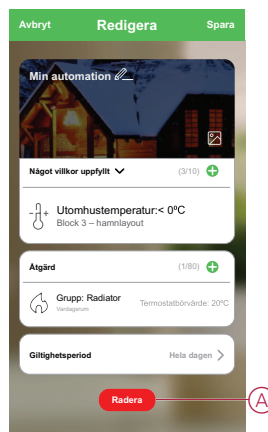 Avbryt Redigera Spara
Min automation
Något villkor uppfyllt (3/10)
Utomhustemperatur:< 0ºC
Block 3 – hamnlayout
Åtgärd (1/80)
Grupp: Radiator
Vardagsrum
Termostatbörvärde: 20ºC
Giltighetsperiod Hela dagen
Radera
A